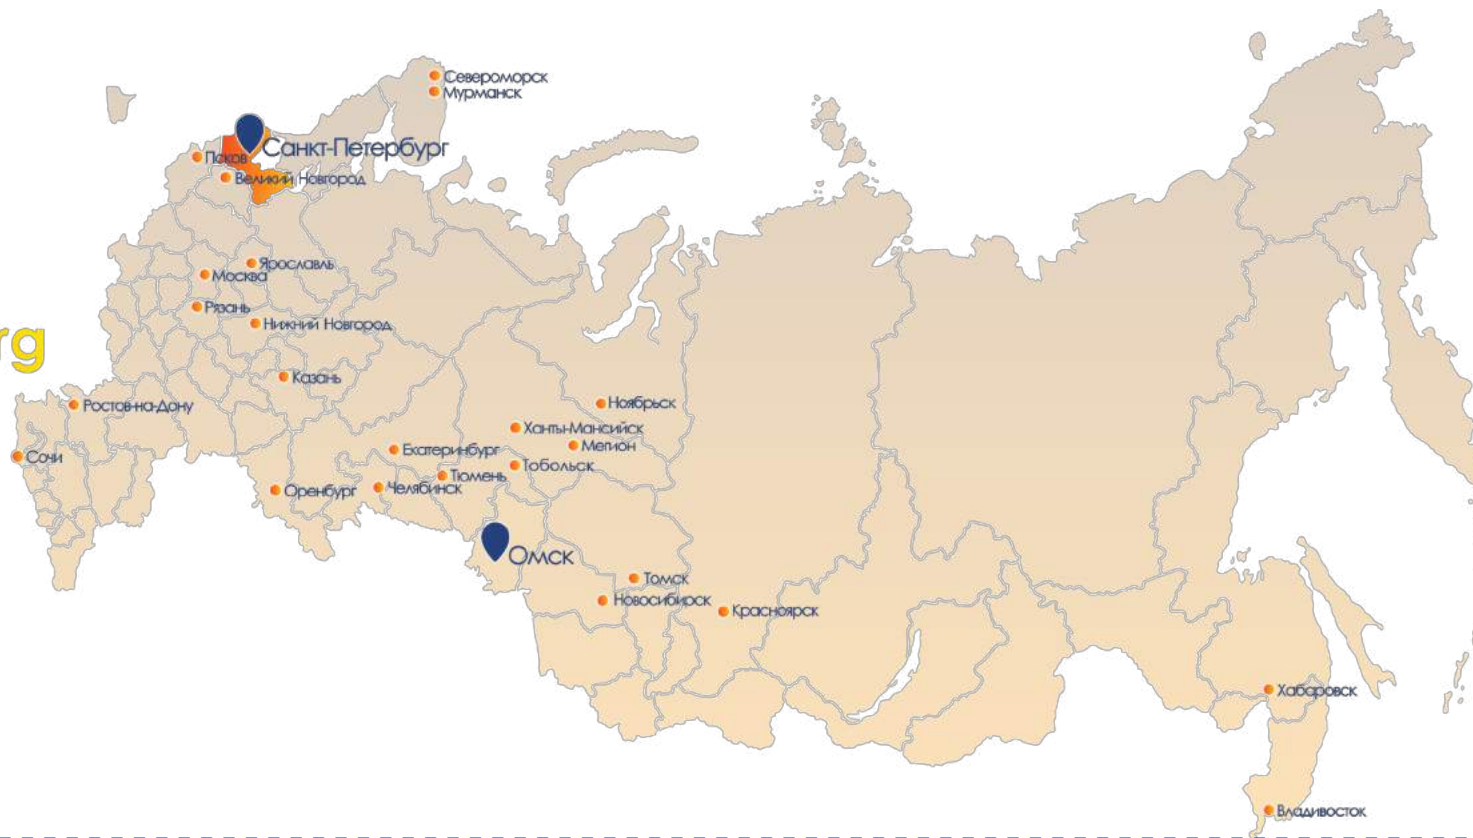 Североморск
Мурманск
Санкт-Петербург
Псков
Великий Новгород
Ярославль
Москва
Рязань
Нижний Новгород
rg
Казань
Ростов-на-Дону
Ноябрьск
Ханты-Мансийск
Мегион
Екатеринбург
Сочи
Тобольск
Тюмень
Челябинск
Оренбург
Омск
Томск
Новосибирск
Красноярск
Хабаровск
Владивосток